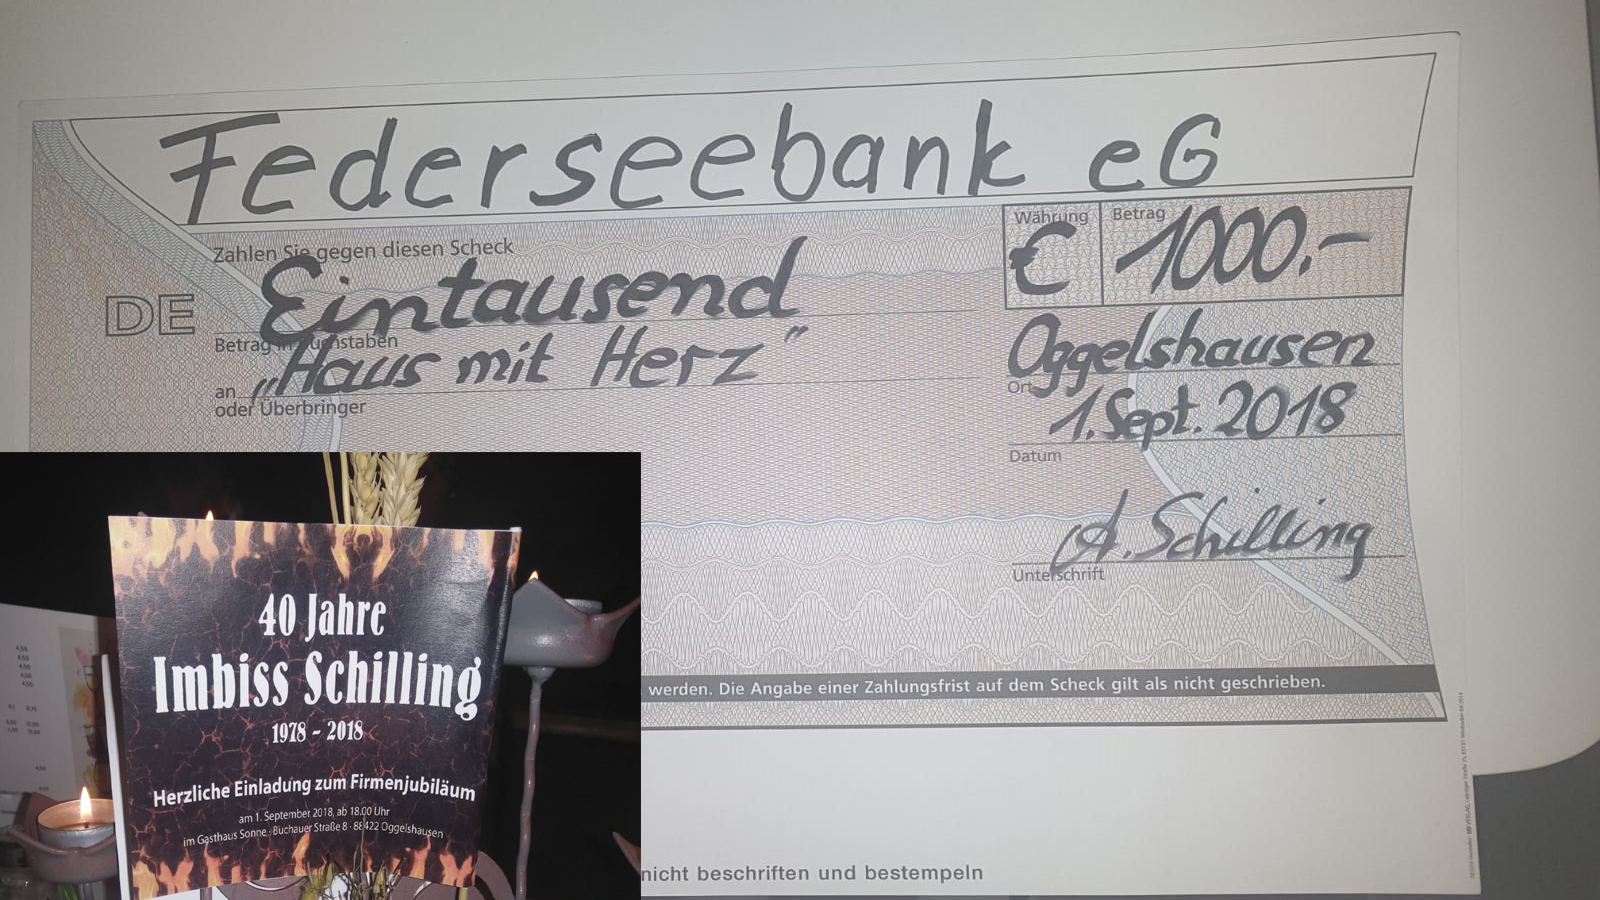 Federseebank eG
Zahlen Sie gegen diesen Scheck
Währung
Betrag
€
1000.-
Eintausend
DE
Betrag in Buchstaben
Oggelshausen
„Haus mit Herz"
an
Ort
oder Überbringer
1. Sept. 2018
Datum
A. Schilling
Unterschrift
werden. Die Angabe einer Zahlungsfrist auf dem Scheck gilt als nicht geschrieben.
nicht beschriften und bestempeln
40 Jahre
Imbiss Schilling
1978 - 2018
Herzliche Einladung zum Firmenjubiläum
am 1. September 2018, ab 18.00 Uhr
im Gasthaus Sonne · Buchauer Straße 8 · 88422 Oggelshausen